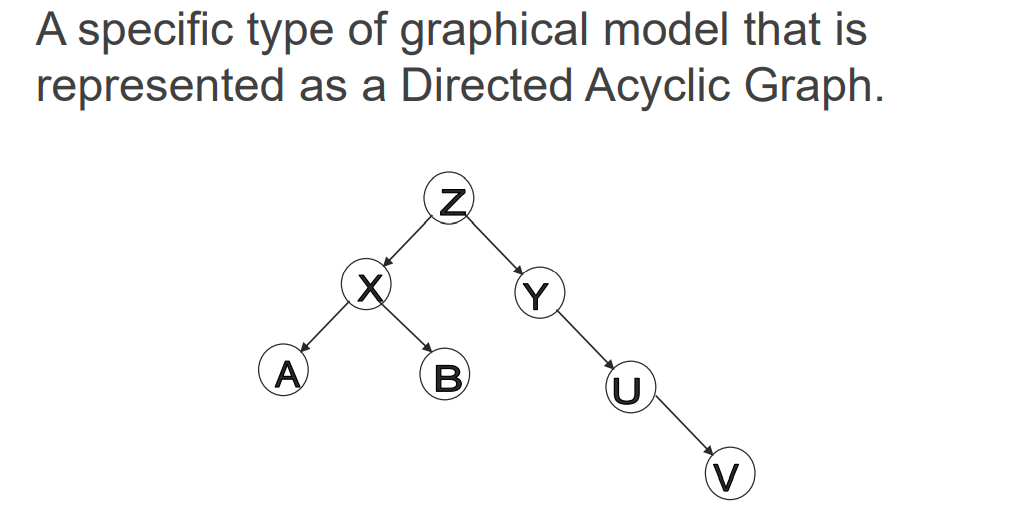 A specific type of graphical model that is
represented as a Directed Acyclic Graph.
Z
X
Y
A
B
U
V